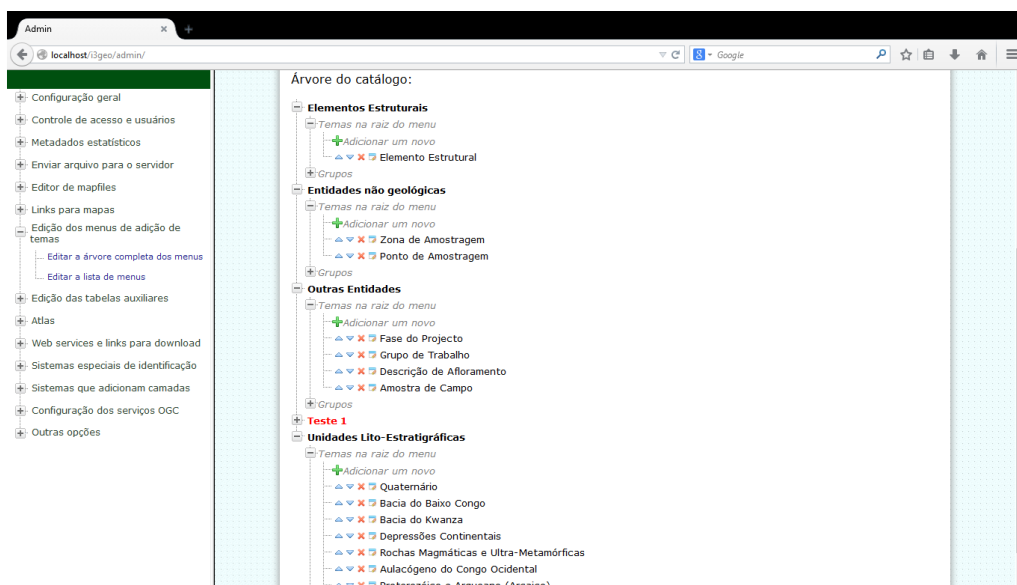 Admin
localhost/i3geo/admin/
Google
Configuração geral
Controle de acesso e usuários
Metadados estatísticos
Enviar arquivo para o servidor
Editor de mapfiles
Links para mapas
Edição dos menus de adição de
temas
Editar a árvore completa dos menus
Editar a lista de menus
Edição das tabelas auxiliares
Atlas
Web services e links para download
Sistemas especiais de identificação
Sistemas que adicionam camadas
Configuração dos serviços OGC
Outras opções
Árvore do catálogo:
Elementos Estruturais
Temas na raiz do menu
Adicionar um novo
Elemento Estrutural
Grupos
Entidades não geológicas
Temas na raiz do menu
Adicionar um novo
Zona de Amostragem
Ponto de Amostragem
Grupos
Outras Entidades
Temas na raiz do menu
Adicionar um novo
Fase do Projecto
Grupo de Trabalho
Descrição de Afloramento
Amostra de Campo
Grupos
Teste 1
Unidades Lito-Estratigráficas
Temas na raiz do menu
Adicionar um novo
Quaternário
Bacia do Baixo Congo
Bacia do Kwanza
Depressões Continentais
Rochas Magmáticas e Ultra-Metamórficas
Aulacógeno do Congo Ocidental
Proterozóico e Arqueano (Arcaico)